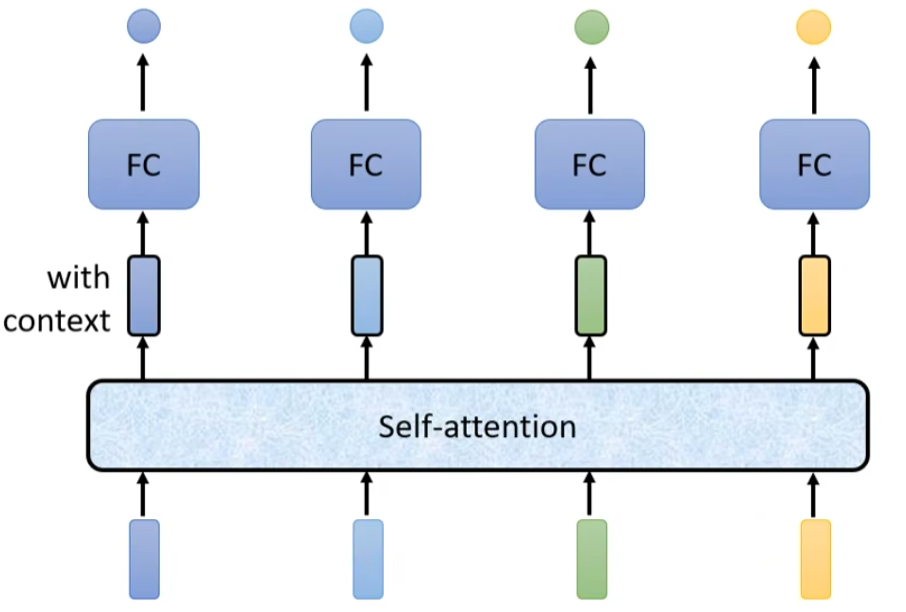 FC FC FC FC
with
context
Self-attention